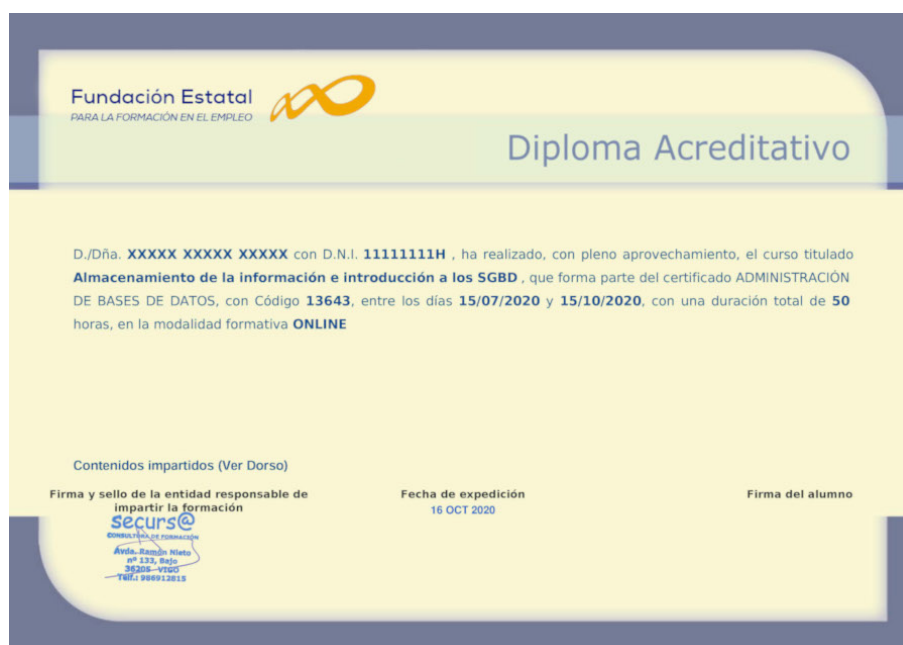 Fundación Estatal
PARA LA FORMACIÓN EN EL EMPLEO
Diploma Acreditativo
D./Dña. XXXXX XXXXX XXXXX con D.N.I. 11111111H , ha realizado, con pleno aprovechamiento, el curso titulado
Almacenamiento de la información e introducción a los SGBD , que forma parte del certificado ADMINISTRACIÓN
DE BASES DE DATOS, con Código 13643, entre los días 15/07/2020 y 15/10/2020, con una duración total de 50
horas, en la modalidad formativa ONLINE
Contenidos impartidos (Ver Dorso)
Firma y sello de la entidad responsable de
impartir la formación
securs@
CONSULTORA DE FORMACIÓN
Avda. Ramón Nieto
nº 133, Bajo
36205 VIGO
Telf.: 986912815
Fecha de expedición
16 OCT 2020
Firma del alumno